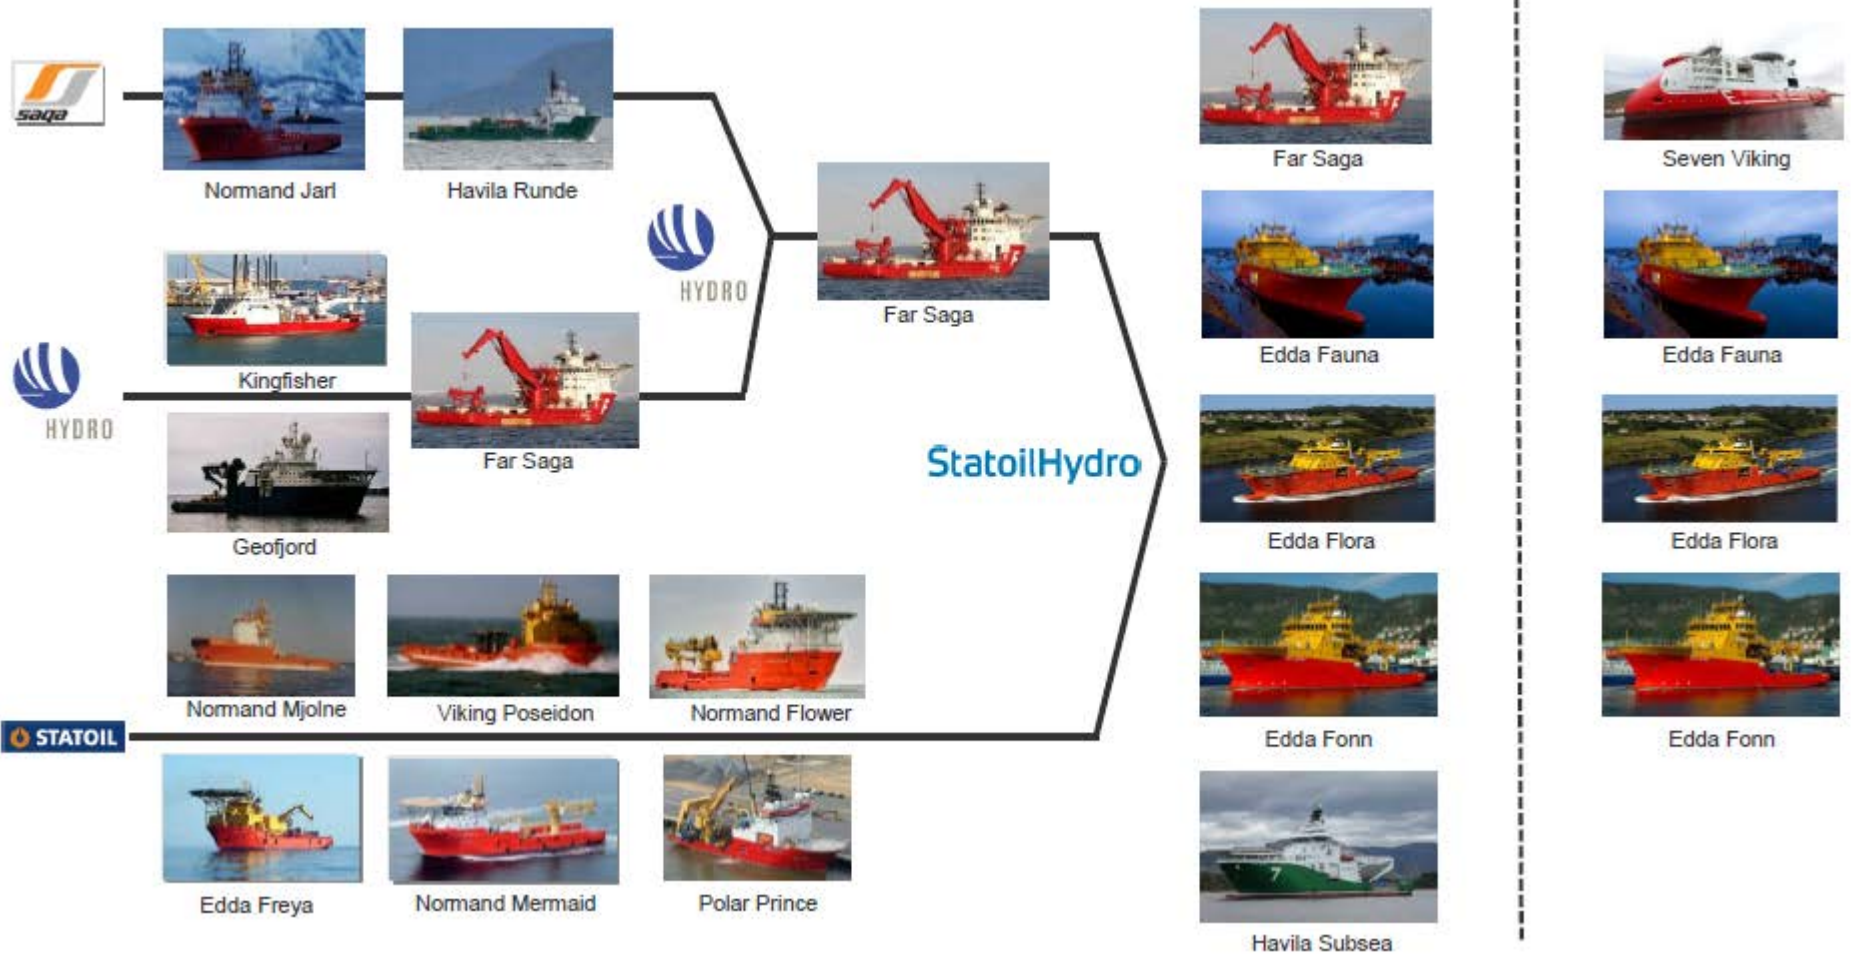 saga
Normand Jarl
Havila Runde
HYDRO
Far Saga
Kingfisher
HYDRO
Far Saga
Geofjord
StatoilHydro
Normand Mjolne
Viking Poseidon
Normand Flower
STATOIL
Edda Freya
Normand Mermaid
Polar Prince
Far Saga
Edda Fauna
Edda Flora
Edda Fonn
7
Havila Subsea
Seven Viking
Edda Fauna
Edda Flora
Edda Fonn